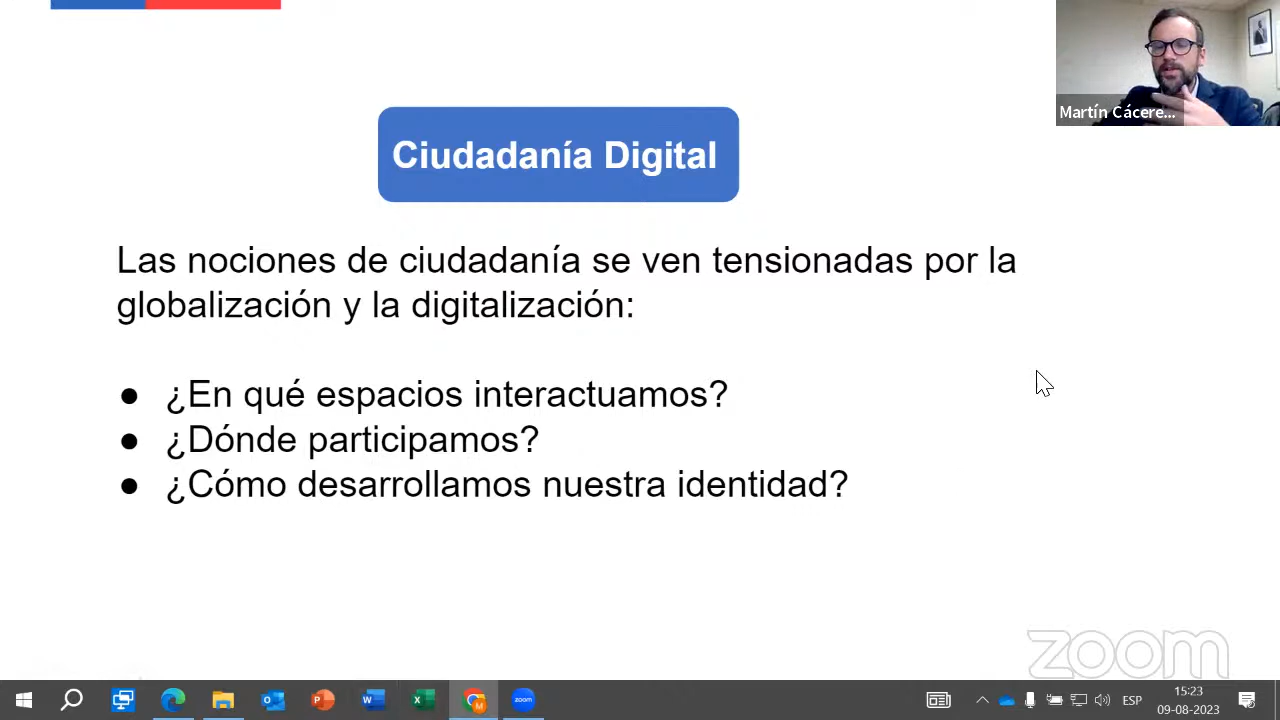 Martín Cácere...
Ciudadanía Digital
Las nociones de ciudadanía se ven tensionadas por la
globalización y la digitalización:
● ¿En qué espacios interactuamos?
● ¿Dónde participamos?
● ¿Cómo desarrollamos nuestra identidad?
zoom
zoom
ESP
15:23
09-08-2023